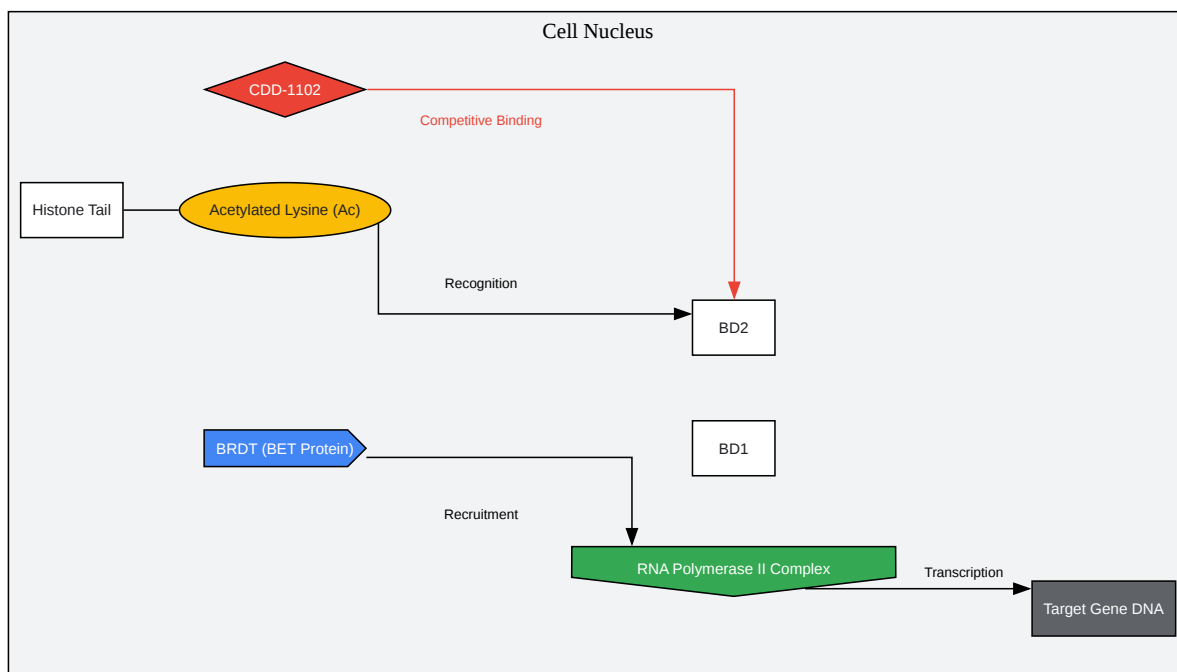 Cell Nucleus
CDD-1102
Competitive Binding
Histone Tail
Acetylated Lysine (Ac)
Recognition
BD2
BRDT (BET Protein)
BD1
Recruitment
RNA Polymerase II Complex
Transcription
Target Gene DNA